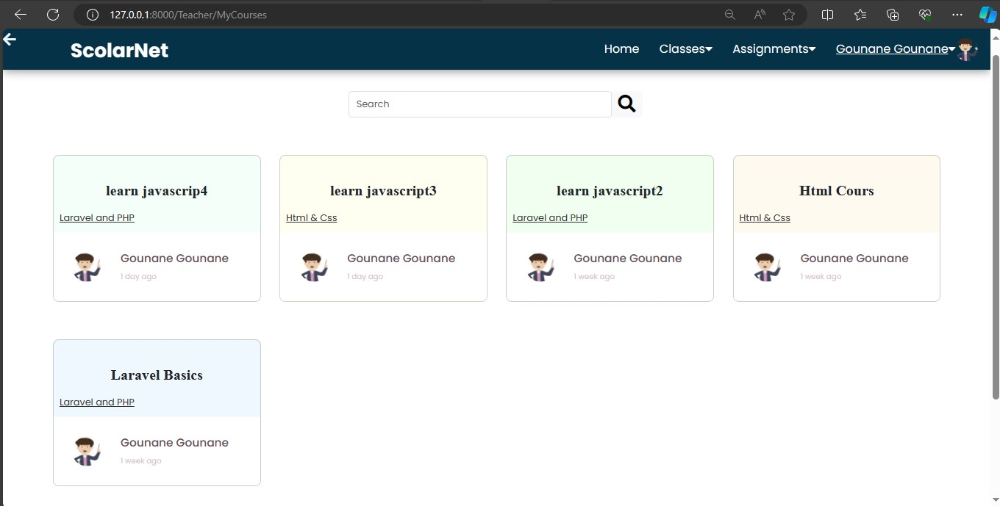 127.0.0.1:8000/Teacher/MyCourses
ScolarNet
Home Classes Assignments Gounane Gounane
Search
learn javascrip4
Laravel and PHP
Gounane Gounane
1 day ago
learn javascript3
Html & Css
Gounane Gounane
1 day ago
learn javascript2
Laravel and PHP
Gounane Gounane
1 week ago
Html Cours
Html & Css
Gounane Gounane
1 week ago
Laravel Basics
Laravel and PHP
Gounane Gounane
1 week ago